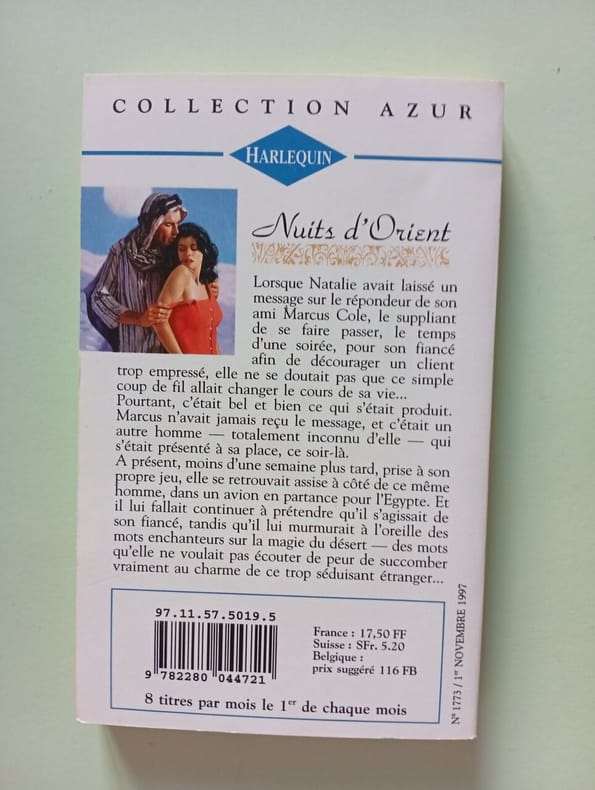 COLLECTION AZUR
HARLEQUIN
Nuits d'Orient
Lorsque Natalie avait laissé un
message sur le répondeur de son
ami Marcus Cole, le suppliant
de se faire passer, le temps
d'une soirée, pour son fiancé
afin de décourager un client
trop empressé, elle ne se doutait pas que ce simple
coup de fil allait changer le cours de sa vie...
Pourtant, c'était bel et bien ce qui s'était produit.
Marcus n'avait jamais reçu le message, et c'était un
autre homme — totalement inconnu d'elle — qui
s'était présenté à sa place, ce soir-là.
A présent, moins d'une semaine plus tard, prise à son
propre jeu, elle se retrouvait assise à côté de ce même
homme, dans un avion en partance pour l'Egypte. Et
il lui fallait continuer à prétendre qu'il s'agissait de
son fiancé, tandis qu'il lui murmurait à l'oreille des
mots enchanteurs sur la magie du désert — des mots
qu'elle ne voulait pas écouter de peur de succomber
vraiment au charme de ce trop séduisant étranger...
97.11.57.5019.5
9 782280 044721
France : 17,50 FF
Suisse : SFr. 5.20
Belgique :
prix suggéré 116 FB
8 titres par mois le 1er de chaque mois
N° 1773 / 1er NOVEMBRE 1997